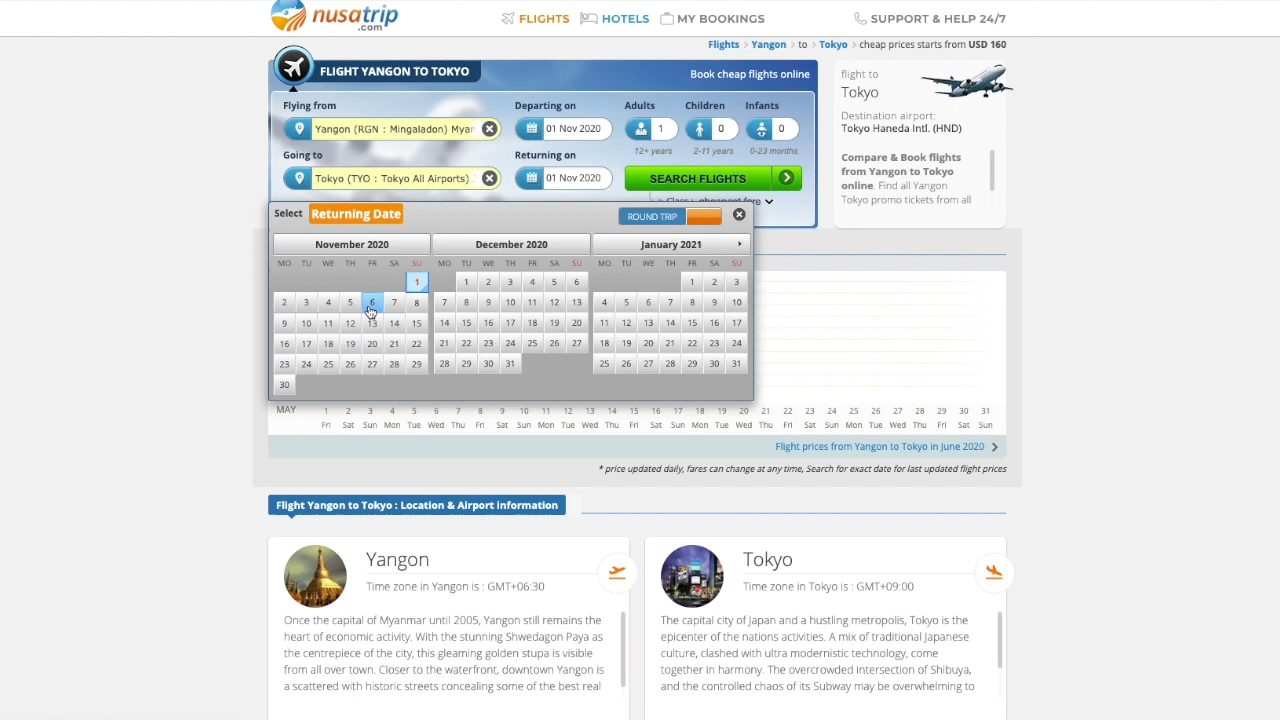 nusatrip
.com
FLIGHTS
HOTELS
MY BOOKINGS
SUPPORT & HELP 24/7
Flights > Yangon > to > Tokyo > cheap prices starts from USD 160
FLIGHT YANGON TO TOKYO
Book cheap flights online
Flying from
Departing on
Adults
Children
Infants
Yangon (RGN : Mingaladon) Myar
01 Nov 2020
1
0
0
12+ years
2-11 years
0-23 months
Going to
Returning on
Tokyo (TYO : Tokyo All Airports)
01 Nov 2020
SEARCH FLIGHTS
flight to
Tokyo
Destination airport:
Tokyo Haneda Intl. (HND)
Compare & Book flights
from Yangon to Tokyo
online. Find all Yangon
Tokyo promo tickets from all
Select Returning Date
ROUND TRIP
November 2020
MO TU WE TH FR SA SU
1
2 3 4 5 6 7 8
9 10 11 12 13 14 15
16 17 18 19 20 21 22
23 24 25 26 27 28 29
30
December 2020
MO TU WE TH FR SA SU
1 2 3 4 5 6
7 8 9 10 11 12 13
14 15 16 17 18 19 20
21 22 23 24 25 26 27
28 29 30 31
January 2021
MO TU WE TH FR SA SU
1 2 3
4 5 6 7 8 9 10
11 12 13 14 15 16 17
18 19 20 21 22 23 24
25 26 27 28 29 30 31
MAY 1 2 3 4 5 6 7 8 9 10 11 12 13 14 15 16 17 18 19 20 21 22 23 24 25 26 27 28 29 30 31
Fri Sat Sun Mon Tue Wed Thu Fri Sat Sun Mon Tue Wed Thu Fri Sat Sun Mon Tue Wed Thu Fri Sat Sun Mon Tue Wed Thu Fri Sat Sun
Flight prices from Yangon to Tokyo in June 2020
* price updated daily, fares can change at any time, Search for exact date for last updated flight prices
Flight Yangon to Tokyo : Location & Airport information
Yangon
Time zone in Yangon is : GMT+06:30
Once the capital of Myanmar until 2005, Yangon still remains the
heart of economic activity. With the stunning Shwedagon Paya as
the centrepiece of the city, this gleaming golden stupa is visible
from all over town. Closer to the waterfront, downtown Yangon is
a scattered with historic streets concealing some of the best real
Tokyo
Time zone in Tokyo is : GMT+09:00
The capital city of Japan and a hustling metropolis, Tokyo is the
epicenter of the nations activities. A mix of traditional Japanese
culture, clashed with ultra modernistic technology, come
together in harmony. The overcrowded intersection of Shibuya,
and the controlled chaos of its Subway may be overwhelming to